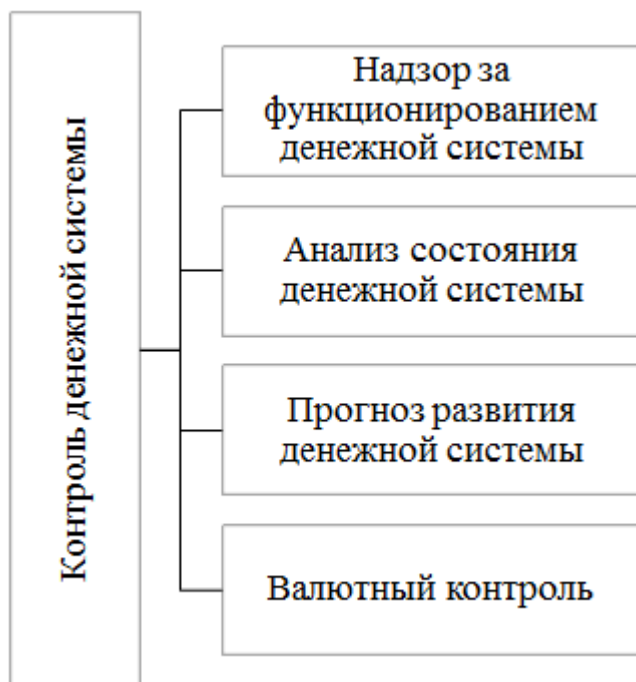 Контроль денежной системы
Надзор за
функционированием
денежной системы
Анализ состояния
денежной системы
Прогноз развития
денежной системы
Валютный контроль